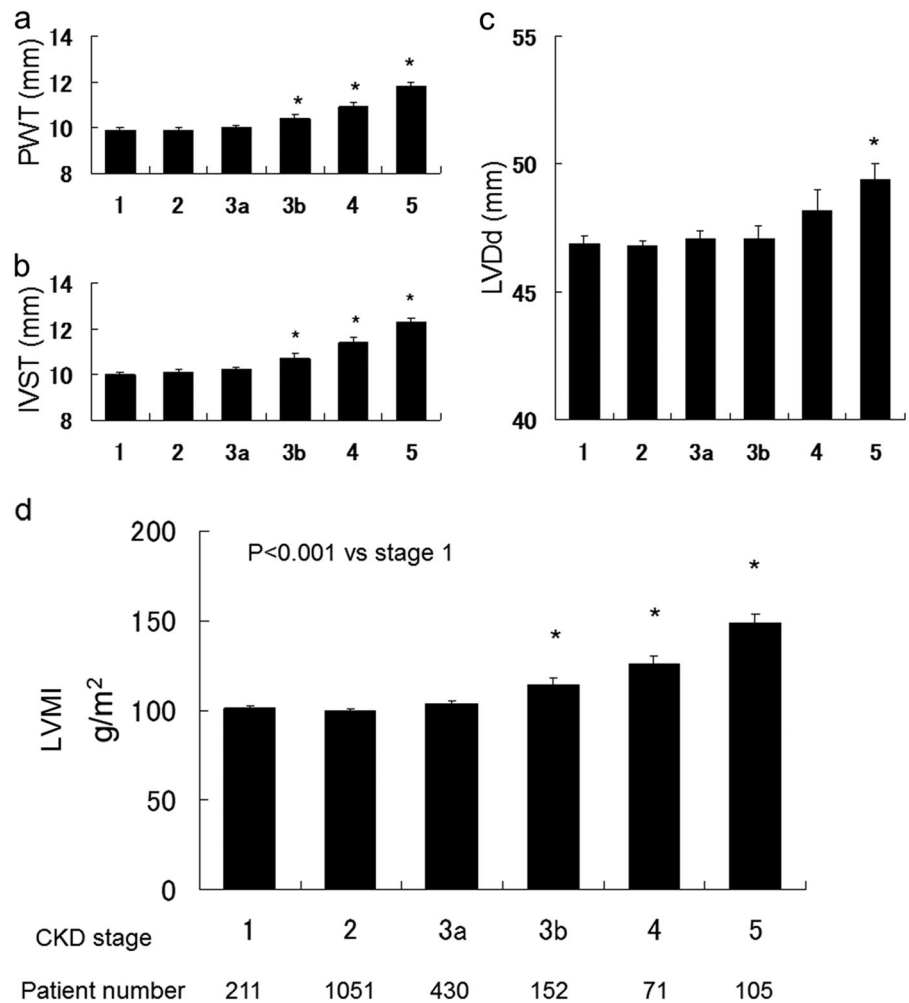 a
14
12
10
8
PWT (mm)
* * *
1 2 3a 3b 4 5
b
14
12
10
8
IVST (mm)
* * *
1 2 3a 3b 4 5
c
55
50
45
40
LVDd (mm)
*
1 2 3a 3b 4 5
d
200
150
100
50
0
LVMI
g/m²
P<0.001 vs stage 1
* * *
CKD stage 1 2 3a 3b 4 5
Patient number 211 1051 430 152 71 105